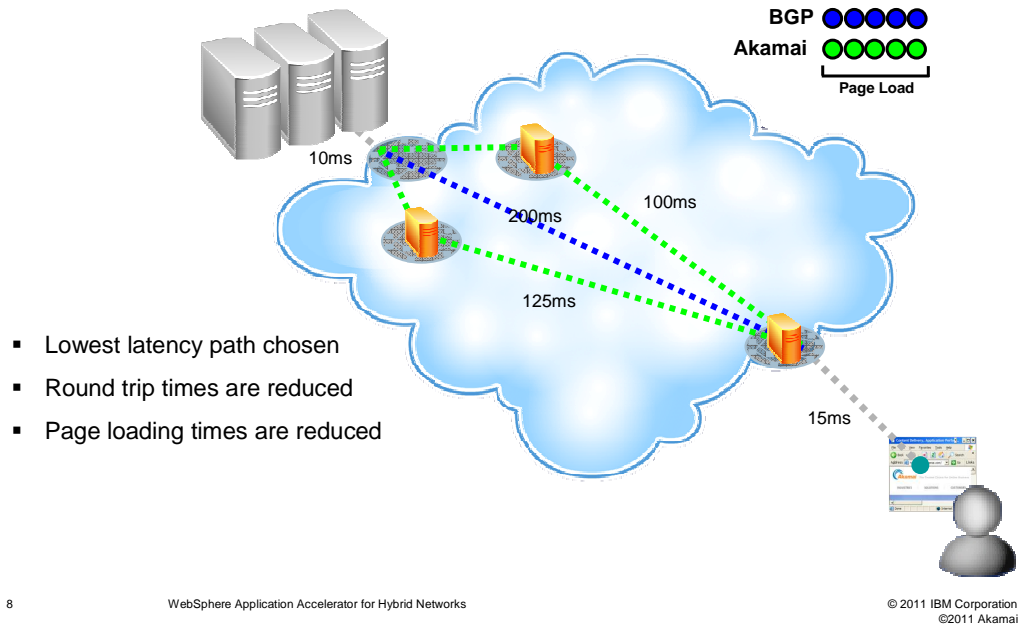 BGP
Akamai
Page Load
10ms
200ms
100ms
125ms
▪ Lowest latency path chosen
▪ Round trip times are reduced
▪ Page loading times are reduced
15ms
Akamai
8
WebSphere Application Accelerator for Hybrid Networks
© 2011 IBM Corporation
©2011 Akamai